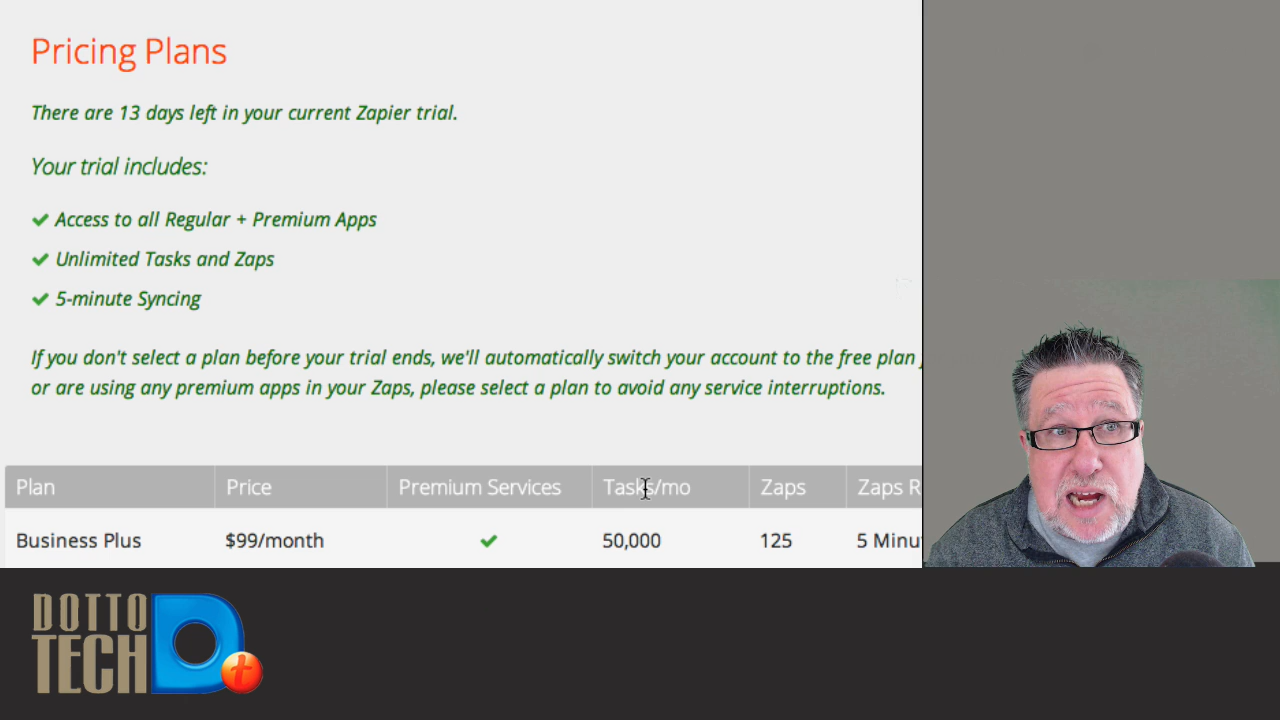 Pricing Plans
There are 13 days left in your current Zapier trial.
Your trial includes:
Access to all Regular + Premium Apps
Unlimited Tasks and Zaps
5-minute Syncing
If you don't select a plan before your trial ends, we'll automatically switch your account to the free plan
or are using any premium apps in your Zaps, please select a plan to avoid any service interruptions.
Plan Price Premium Services Tasks/mo Zaps Zaps R
Business Plus $99/month 50,000 125 5 Minu
DOTTO
TECH D+